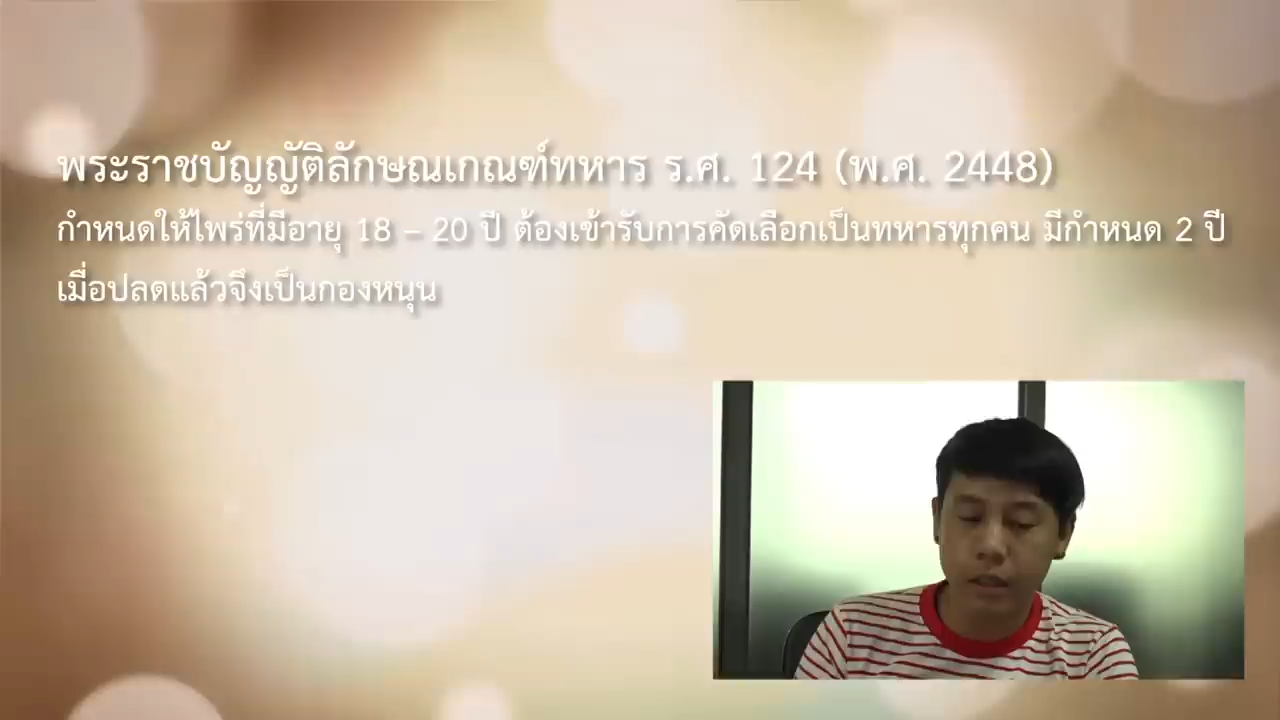 พระราชบัญญัติลักษณเกณฑ์ทหาร ร.ศ. 124 (พ.ศ. 2448)
กำหนดให้ไพร่ที่มีอายุ 18 – 20 ปี ต้องเข้ารับการคัดเลือกเป็นทหารทุกคน มีกำหนด 2 ปี
เมื่อปลดแล้วจึงเป็นกองหนุน